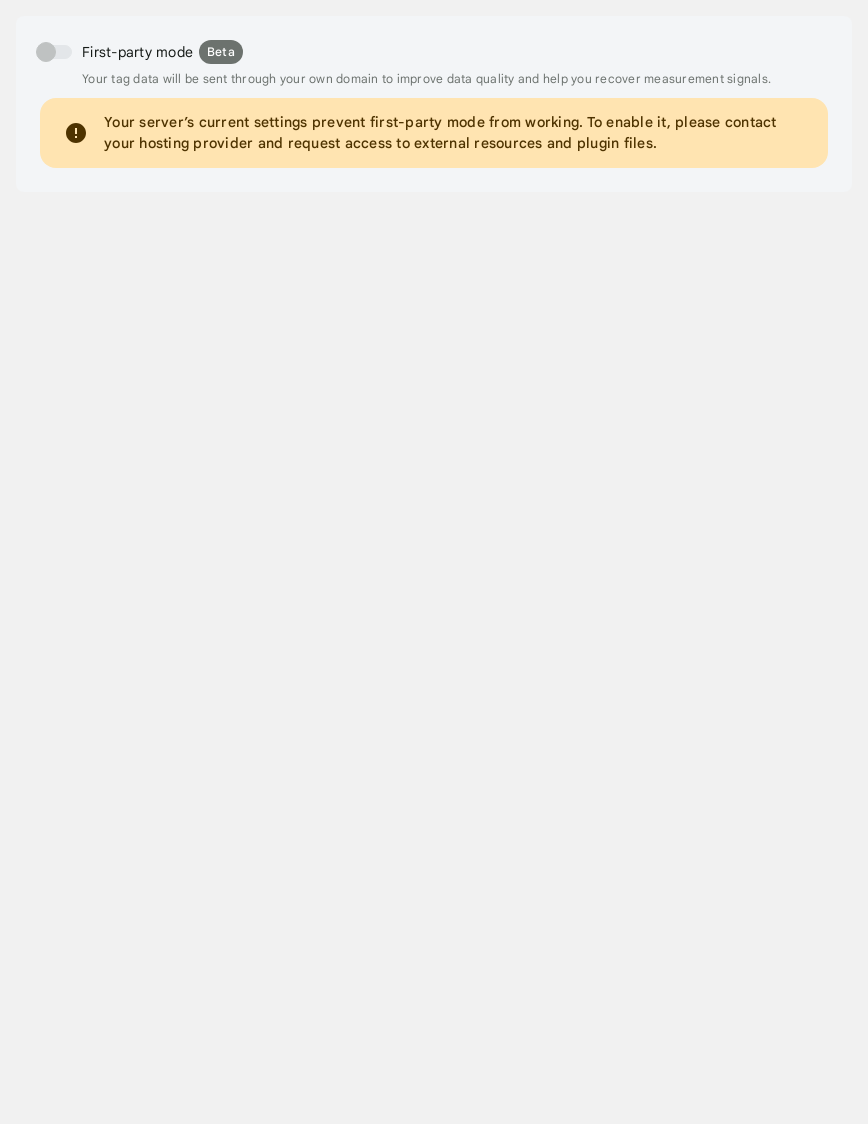 First-party mode Beta
Your tag data will be sent through your own domain to improve data quality and help you recover measurement signals.
Your server’s current settings prevent first-party mode from working. To enable it, please contact
your hosting provider and request access to external resources and plugin files.